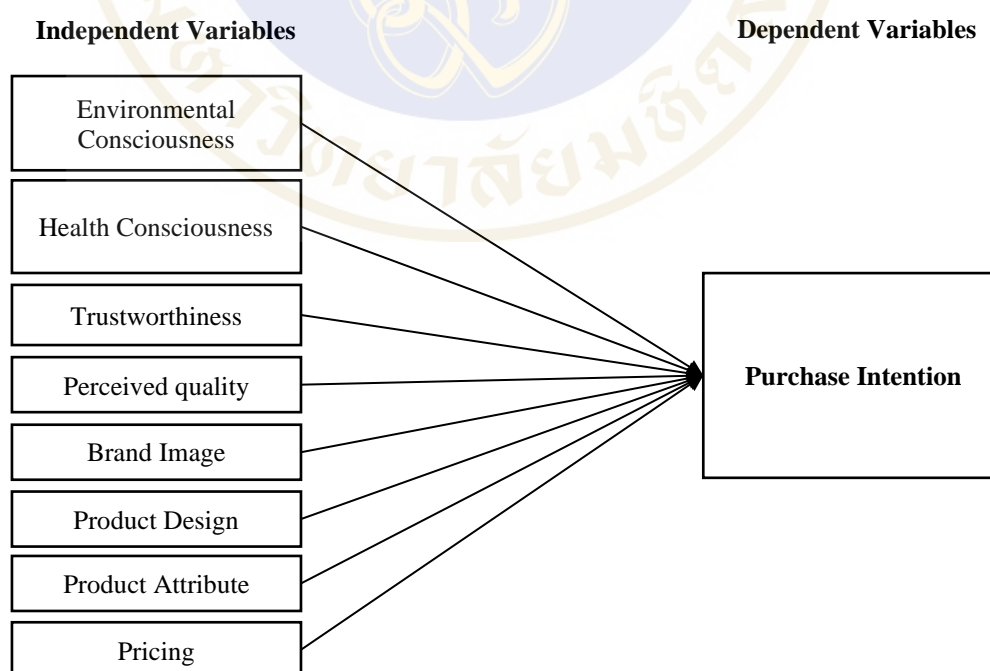 Independent Variables
Dependent Variables
Environmental
Consciousness
Health Consciousness
Trustworthiness
Perceived quality
Brand Image
Product Design
Product Attribute
Pricing
Purchase Intention